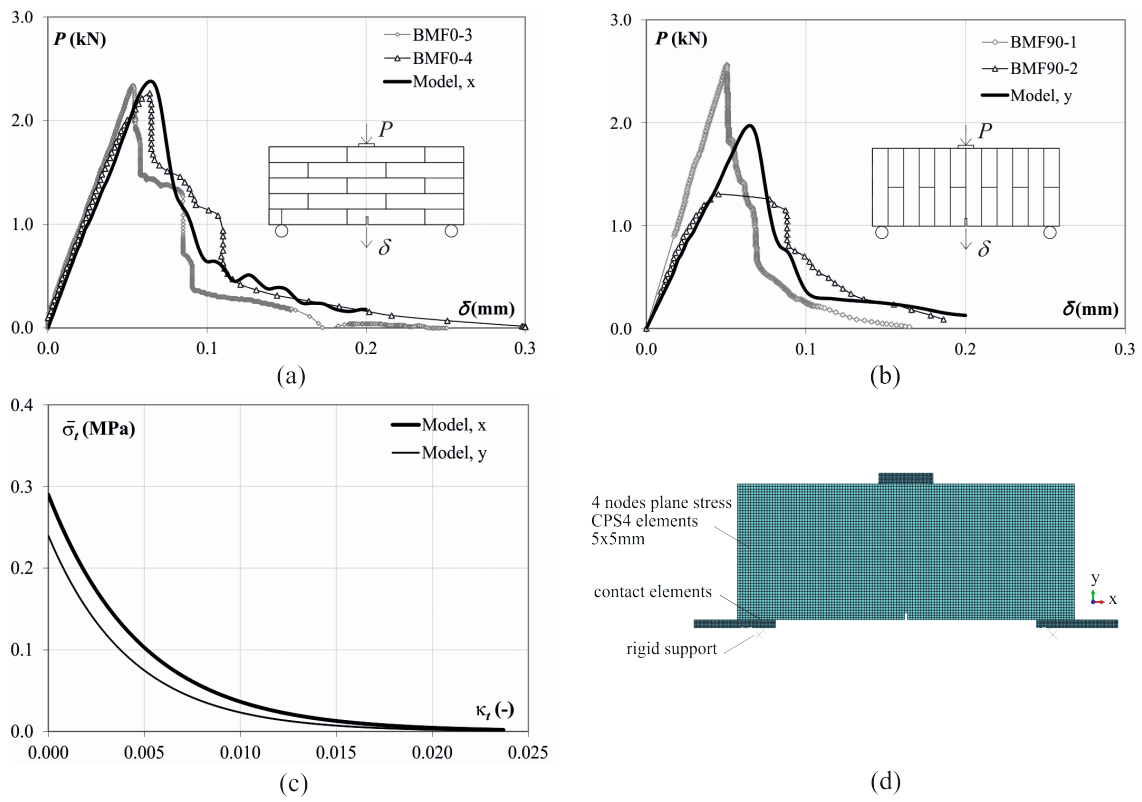 3.0
P (kN)
BMF0-3
BMF0-4
Model, x
2.0
P
1.0
δ
δ(mm)
0.0
0.0
0.1
0.2
0.3
(a)
3.0
P (kN)
BMF90-1
BMF90-2
Model, y
2.0
P
1.0
δ
δ(mm)
0.0
0.0
0.1
0.2
0.3
(b)
0.4
σ̄t (MPa)
Model, x
Model, y
0.3
0.2
0.1
κt (-)
0.0
0.000
0.005
0.010
0.015
0.020
0.025
(c)
4 nodes plane stress
CPS4 elements
5x5mm
contact elements
rigid support
y
x
(d)